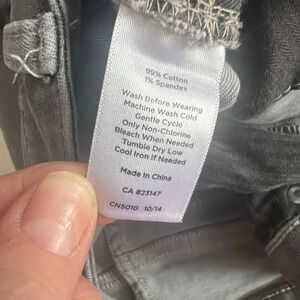 99% Cotton
1% Spandex
Wash Before Wearing
Machine Wash Cold
Gentle Cycle
Only Non-Chlorine
Bleach When Needed
Tumble Dry Low
Cool Iron If Needed
Made In China
CA #23147
CN5010 10/14